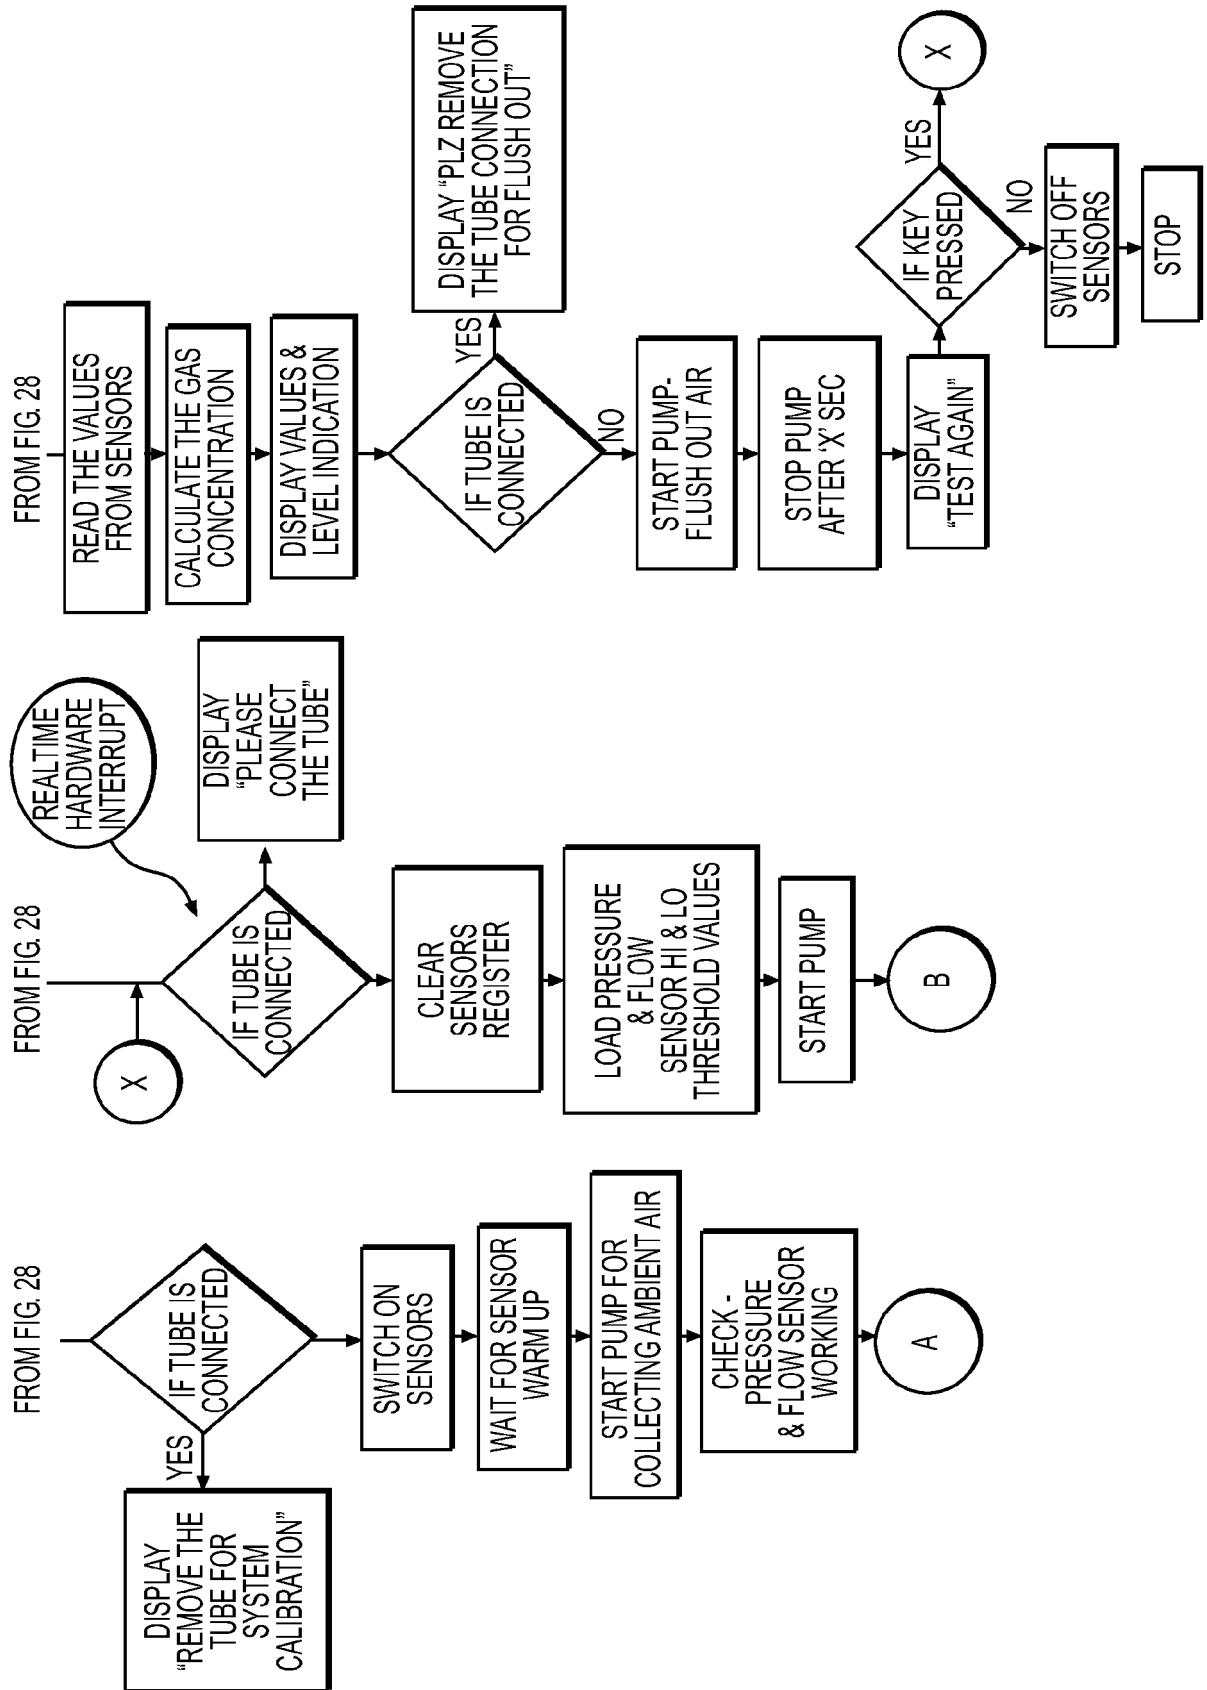 FROM FIG. 28
IF TUBE IS
CONNECTED
YES
DISPLAY
“REMOVE THE
TUBE FOR
SYSTEM
CALIBRATION”
SWITCH ON
SENSORS
WAIT FOR SENSOR
WARM UP
START PUMP FOR
COLLECTING AMBIENT AIR
CHECK -
PRESSURE
& FLOW SENSOR
WORKING
A
FROM FIG. 28
X
REALTIME
HARDWARE
INTERRUPT
IF TUBE IS
CONNECTED
DISPLAY
“PLEASE
CONNECT
THE TUBE”
CLEAR
SENSORS
REGISTER
LOAD PRESSURE
& FLOW
SENSOR HI & LO
THRESHOLD VALUES
START PUMP
B
FROM FIG. 28
READ THE VALUES
FROM SENSORS
CALCULATE THE GAS
CONCENTRATION
DISPLAY VALUES &
LEVEL INDICATION
IF TUBE IS
CONNECTED
YES
DISPLAY “PLZ REMOVE
THE TUBE CONNECTION
FOR FLUSH OUT”
NO
START PUMP-
FLUSH OUT AIR
STOP PUMP
AFTER ‘X’ SEC
DISPLAY
“TEST AGAIN”
IF KEY
PRESSED
YES
X
NO
SWITCH OFF
SENSORS
STOP